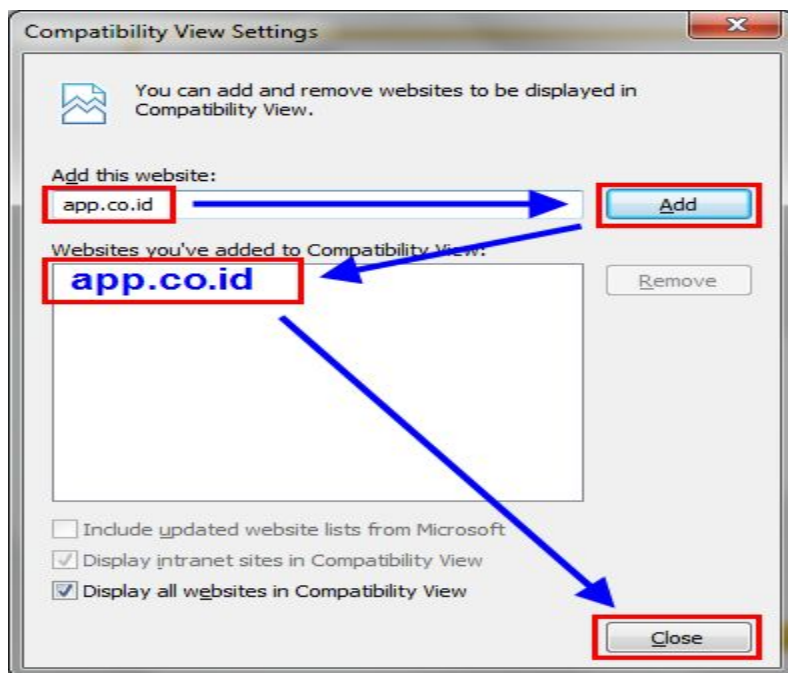 Compatibility View Settings
You can add and remove websites to be displayed in
Compatibility View.
Add this website:
app.co.id
Add
Websites you've added to Compatibility View:
app.co.id
Remove
Include updated website lists from Microsoft
Display intranet sites in Compatibility View
Display all websites in Compatibility View
Close